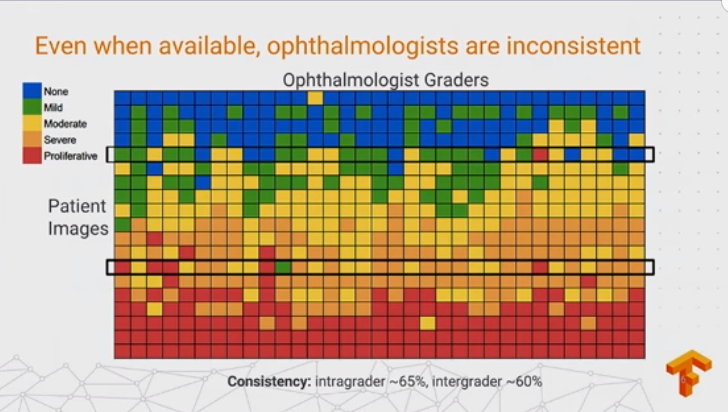 Even when available, ophthalmologists are inconsistent
Ophthalmologist Graders
None
Mild
Moderate
Severe
Proliferative
Patient
Images
Consistency: intragrader ~65%, intergrader ~60%